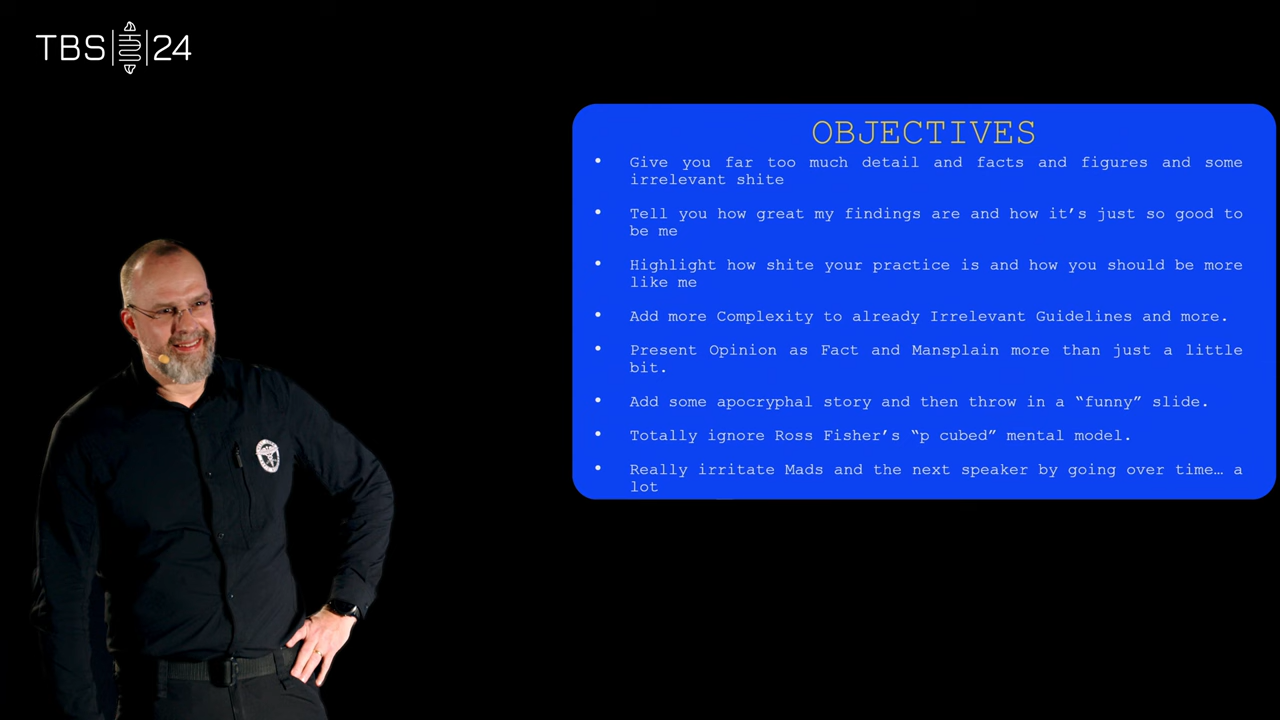 TBS 24
OBJECTIVES
• Give you far too much detail and facts and figures and some
irrelevant shite
• Tell you how great my findings are and how it’s just so good to
be me
• Highlight how shite your practice is and how you should be more
like me
• Add more Complexity to already Irrelevant Guidelines and more.
• Present Opinion as Fact and Mansplain more than just a little
bit.
• Add some apocryphal story and then throw in a “funny” slide.
• Totally ignore Ross Fisher’s “p cubed” mental model.
• Really irritate Mads and the next speaker by going over time… a
lot